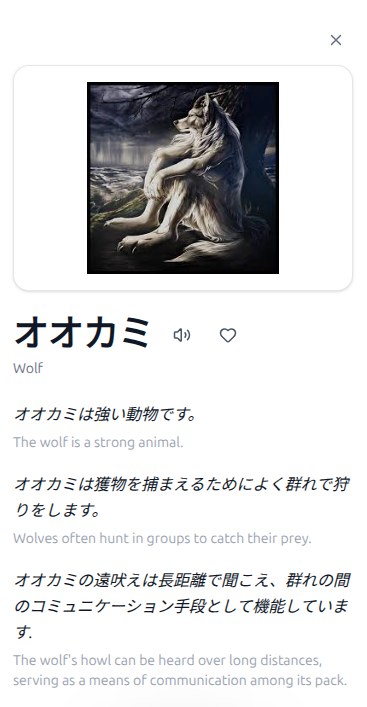 オオカミ
Wolf
オオカミは強い動物です。
The wolf is a strong animal.
オオカミは獲物を捕まえるためによく群れで狩
りをします。
Wolves often hunt in groups to catch their prey.
オオカミの遠吠えは長距離で聞こえ、群れの間
のコミュニケーション手段として機能していま
す.
The wolf's howl can be heard over long distances,
serving as a means of communication among its pack.